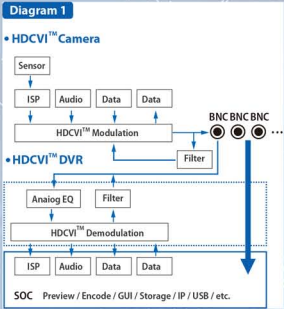 Diagram 1
• HDCVI™ Camera
Sensor
ISP Audio Data Data
HDCVI™ Modulation
BNC BNC BNC
...
Filter
• HDCVI™ DVR
Anaiog EQ Filter
HDCVI™ Demodulation
ISP Audio Data Data
SOC Preview / Encode / GUI / Storage / IP / USB / etc.